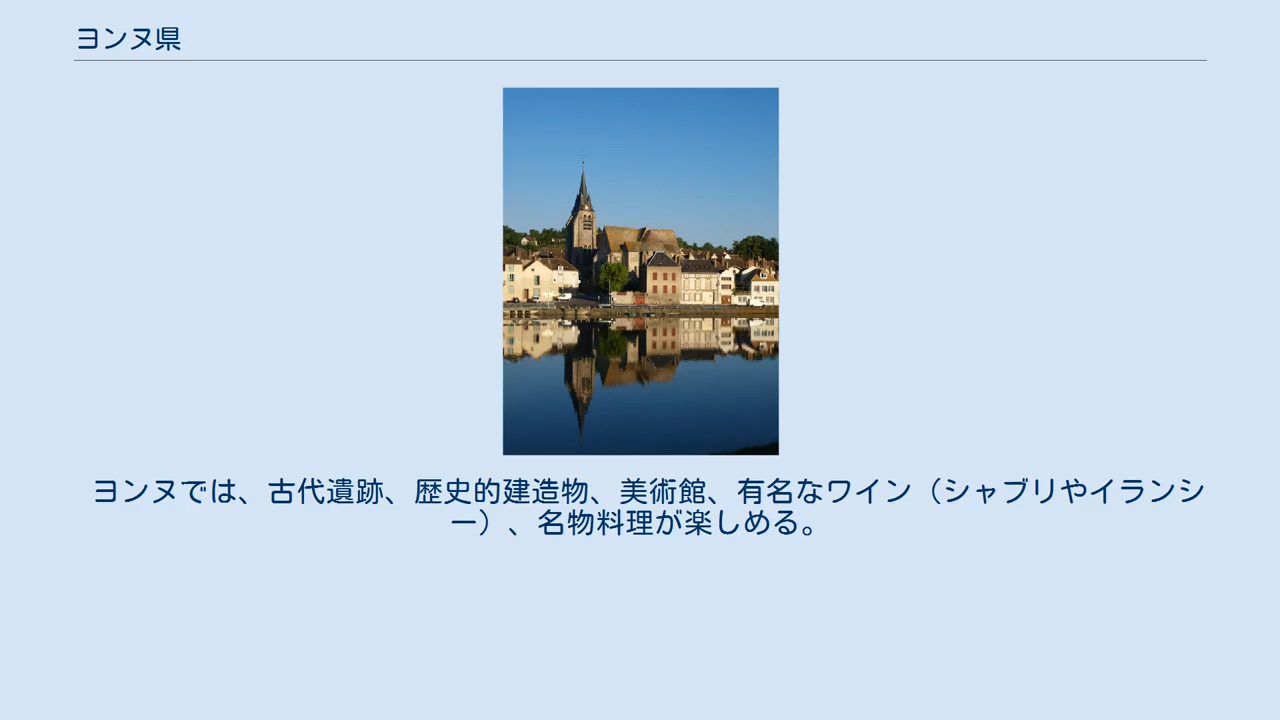 ヨンヌ県
ヨンヌでは、古代遺跡、歴史的建造物、美術館、有名なワイン（シャブリやイランシ
ー）、名物料理が楽しめる。